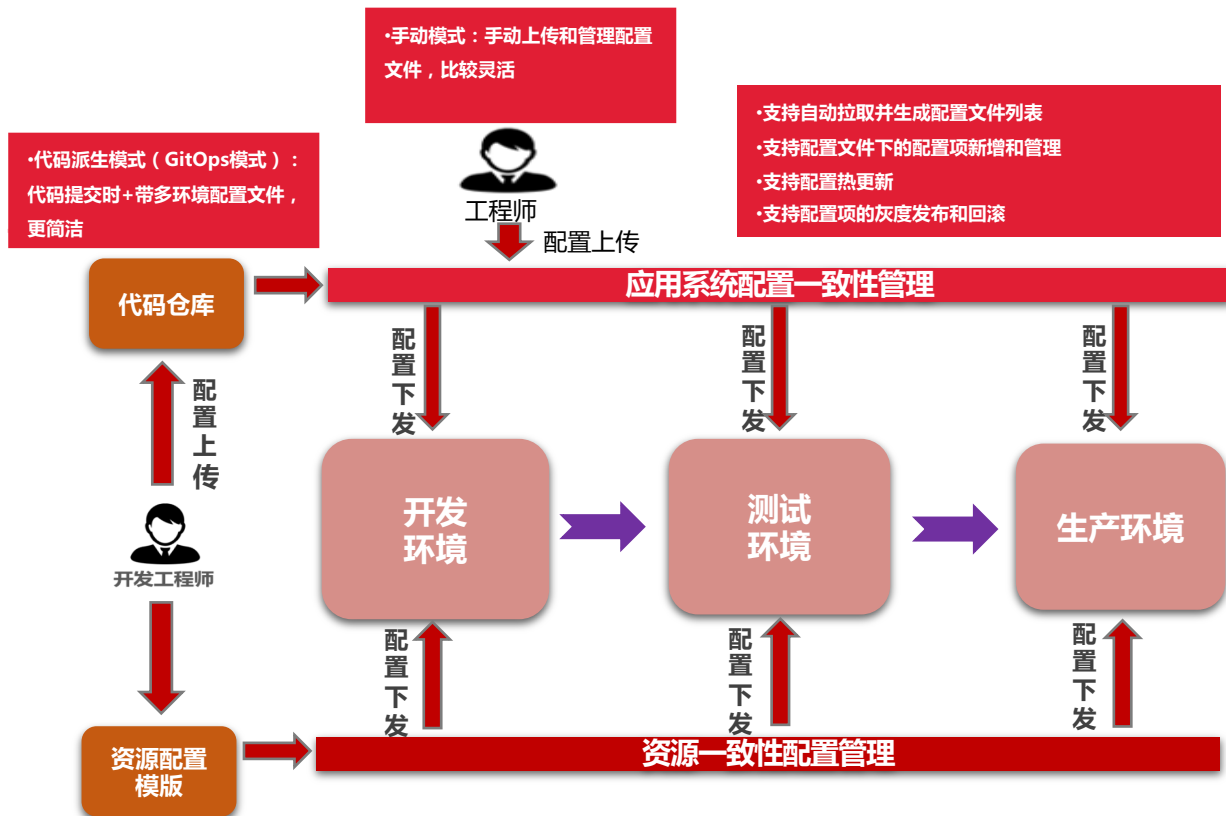 •手动模式：手动上传和管理配置
文件，比较灵活
•支持自动拉取并生成配置文件列表
•支持配置文件下的配置项新增和管理
•支持配置热更新
•支持配置项的灰度发布和回滚
•代码派生模式（GitOps模式）：
代码提交时+带多环境配置文件，
更简洁
工程师
配置上传
代码仓库
应用系统配置一致性管理
配置下发
配置下发
配置下发
配置上传
开发
环境
测试
环境
生产环境
开发工程师
配置下发
配置下发
配置下发
资源配置
模版
资源一致性配置管理